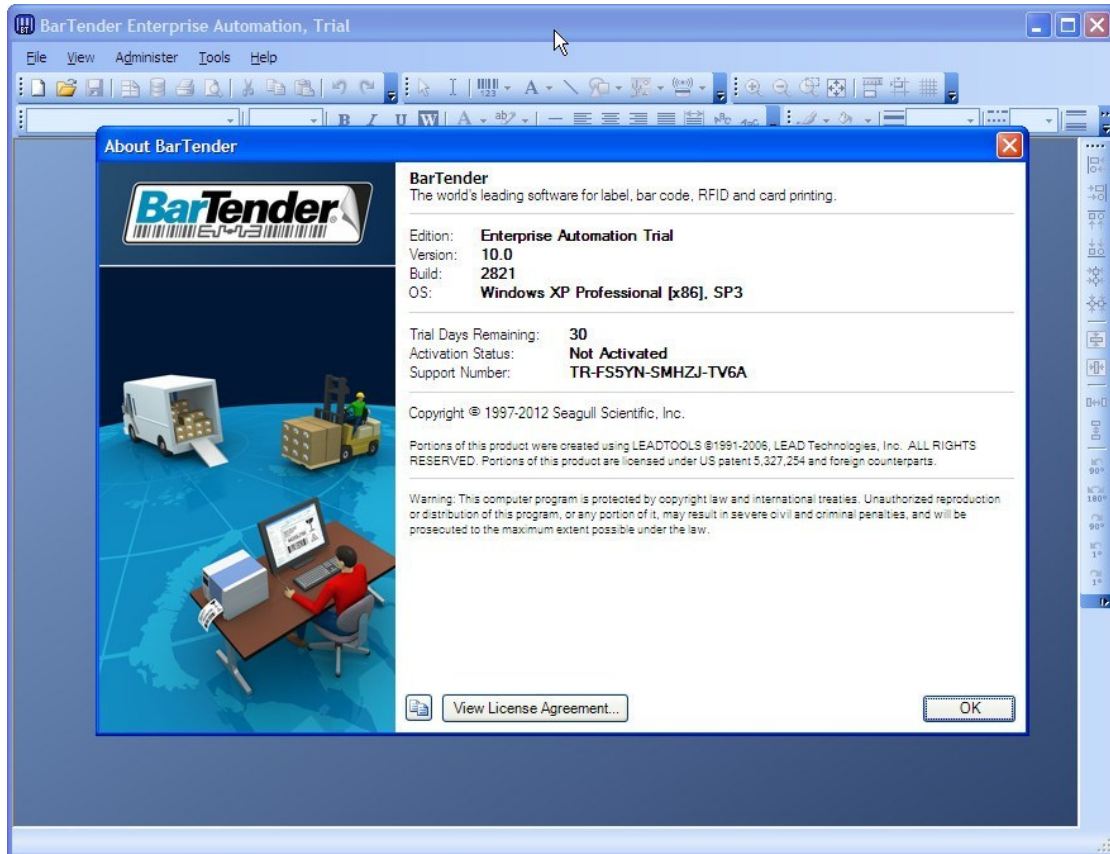 BarTender Enterprise Automation, Trial
File View Administer Tools Help
123 A
B I U W A ab
About BarTender
BarTender
BarTender
The world's leading software for label, bar code, RFID and card printing.
Edition: Enterprise Automation Trial
Version: 10.0
Build: 2821
OS: Windows XP Professional [x86], SP3
Trial Days Remaining: 30
Activation Status: Not Activated
Support Number: TR-FS5YN-SMHZJ-TV6A
Copyright © 1997-2012 Seagull Scientific, Inc.
Portions of this product were created using LEADTOOLS ©1991-2006, LEAD Technologies, Inc. ALL RIGHTS
RESERVED. Portions of this product are licensed under US patent 5,327,254 and foreign counterparts.
Warning: This computer program is protected by copyright law and international treaties. Unauthorized reproduction
or distribution of this program, or any portion of it, may result in severe civil and criminal penalties, and will be
prosecuted to the maximum extent possible under the law.
View License Agreement...
OK
90°
180°
90°
1°
1°